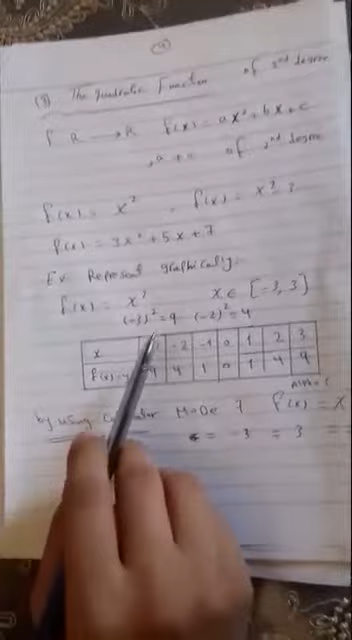 (3) The quadratic Function of 2nd degree
f R → R f(x) = ax² + bx + c
, a ≠ 0 of 2nd degree
f(x) = x² , f(x) = x² - 2
f(x) = 3x² + 5x + 7
Ex Represent graphically:
f(x) = x² x ∈ [-3, 3]
(-3)² = 9 (-2)² = 4
x -2 -1 0 1 2 3
f(x) 9 4 1 0 1 4 9
by using MoDe 7 f(x) = x
= -3 = 3 =